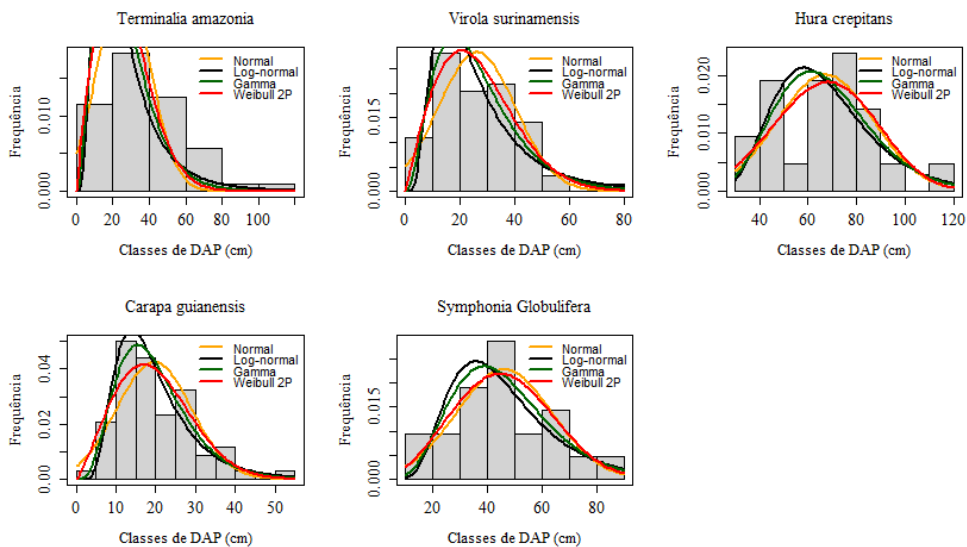 Terminalia amazonia
Frequência
0.000
0.010
Normal
Log-normal
Gamma
Weibull 2P
0 20 40 60 80 100
Classes de DAP (cm)
Virola surinamensis
Frequência
0.000
0.015
Normal
Log-normal
Gamma
Weibull 2P
0 20 40 60 80
Classes de DAP (cm)
Hura crepitans
Frequência
0.000
0.010
0.020
Normal
Log-normal
Gamma
Weibull 2P
40 60 80 100 120
Classes de DAP (cm)
Carapa guianensis
Frequência
0.00
0.02
0.04
Normal
Log-normal
Gamma
Weibull 2P
0 10 20 30 40 50
Classes de DAP (cm)
Symphonia Globulifera
Frequência
0.000
0.015
Normal
Log-normal
Gamma
Weibull 2P
20 40 60 80
Classes de DAP (cm)